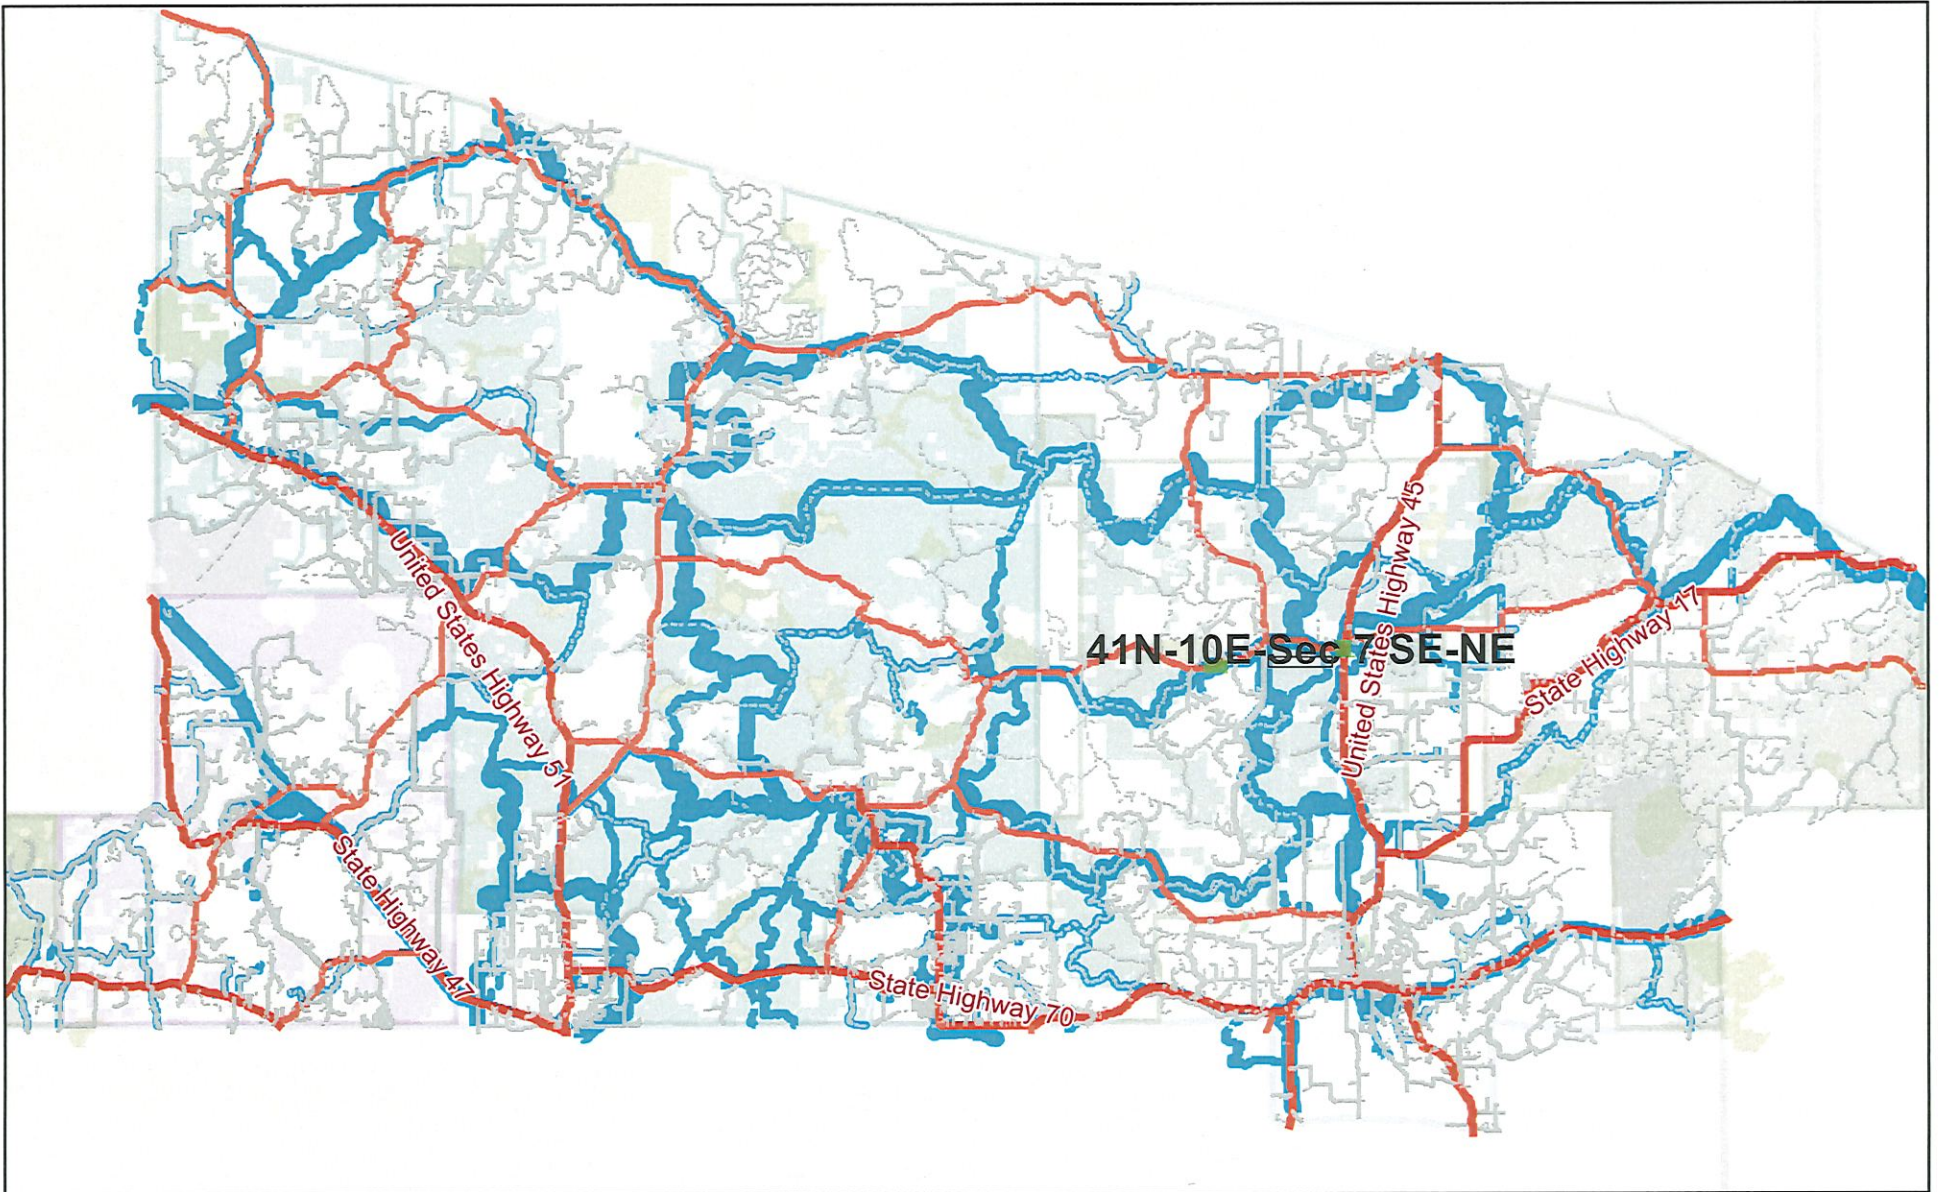 United States Highway 45
United States Highway 51
State Highway 17
41N-10E-Sec 7-SE-NE
State Highway 47
State Highway 70